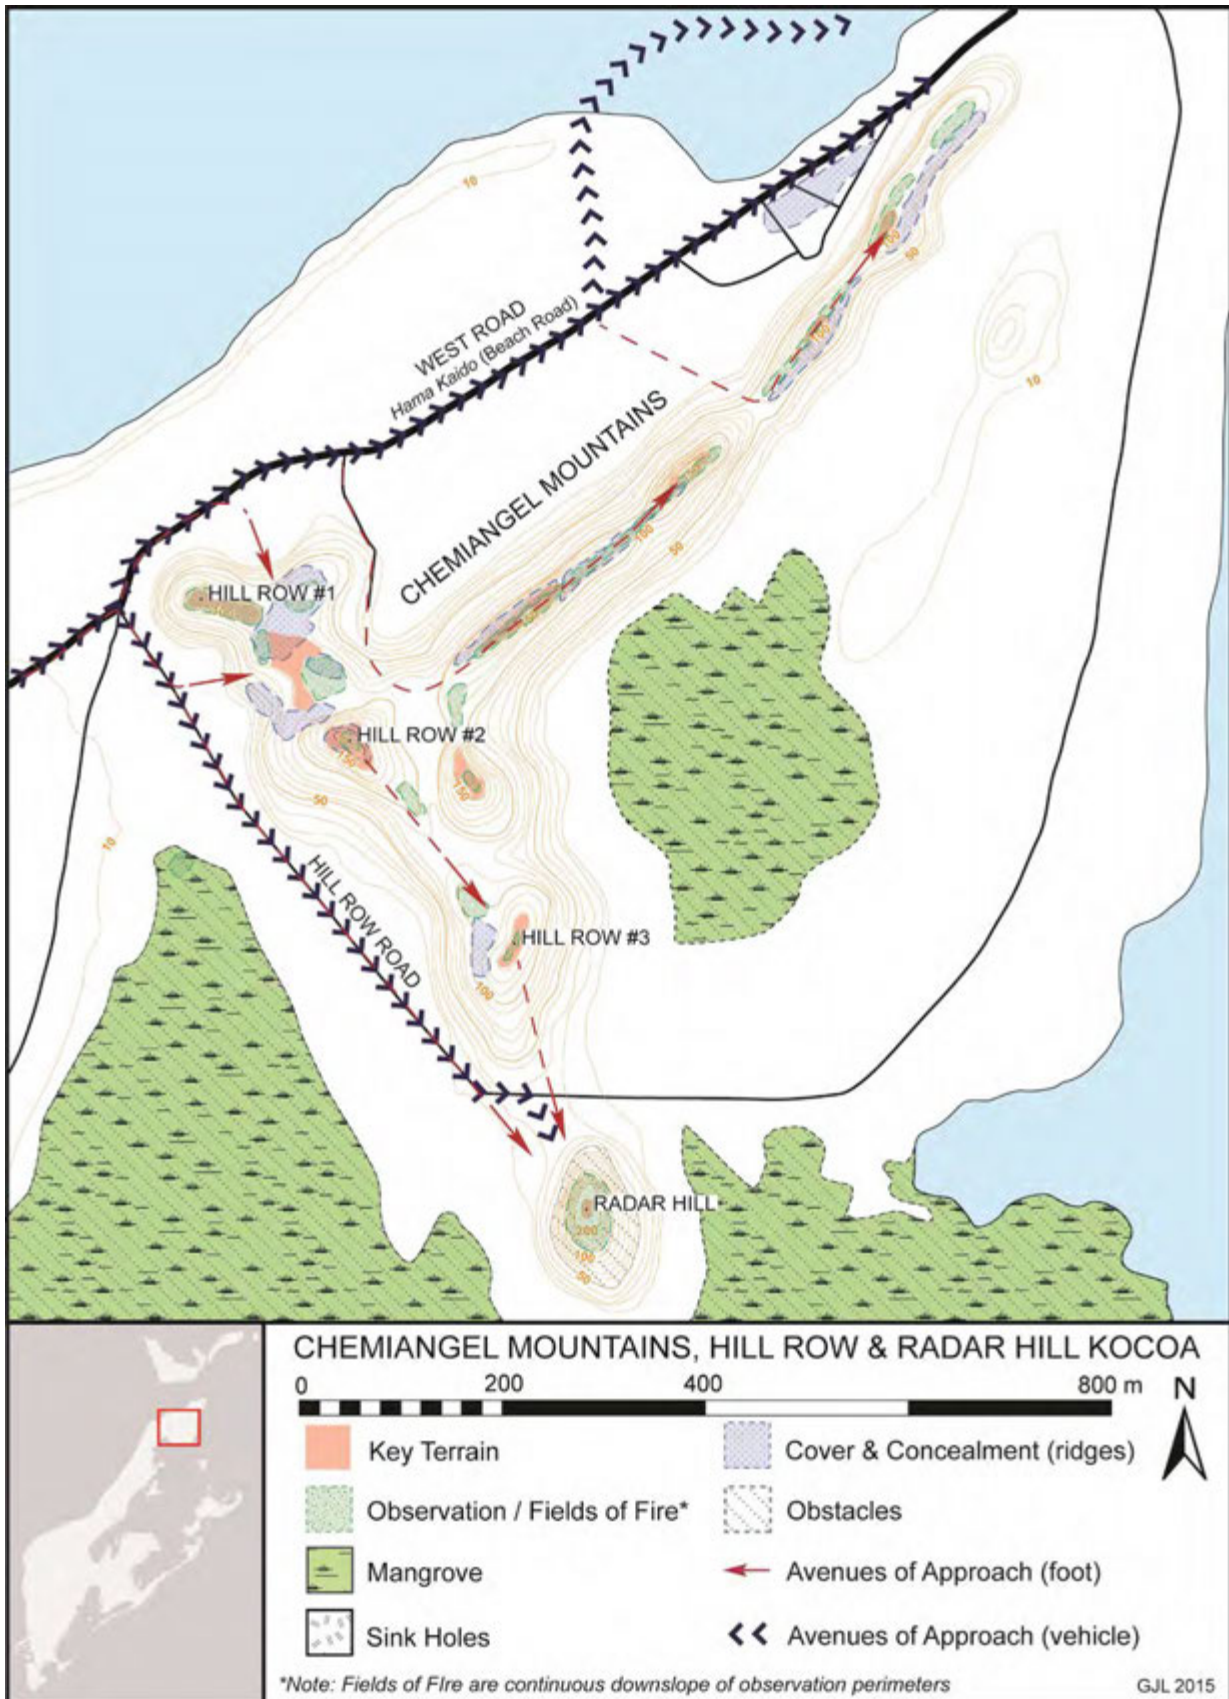 10
WEST ROAD
Hama Kaido (Beach Road)
100
50
100
10
CHEMIANGEL MOUNTAINS
100
50
HILL ROW #1
HILL ROW #2
150
150
50
10
HILL ROW ROAD
HILL ROW #3
100
RADAR HILL
200
100
50
CHEMIANGEL MOUNTAINS, HILL ROW & RADAR HILL KOCOA
0 200 400 800 m N
Key Terrain
Cover & Concealment (ridges)
Observation / Fields of Fire*
Obstacles
Mangrove
Avenues of Approach (foot)
Sink Holes
Avenues of Approach (vehicle)
*Note: Fields of FIre are continuous downslope of observation perimeters
GJL 2015